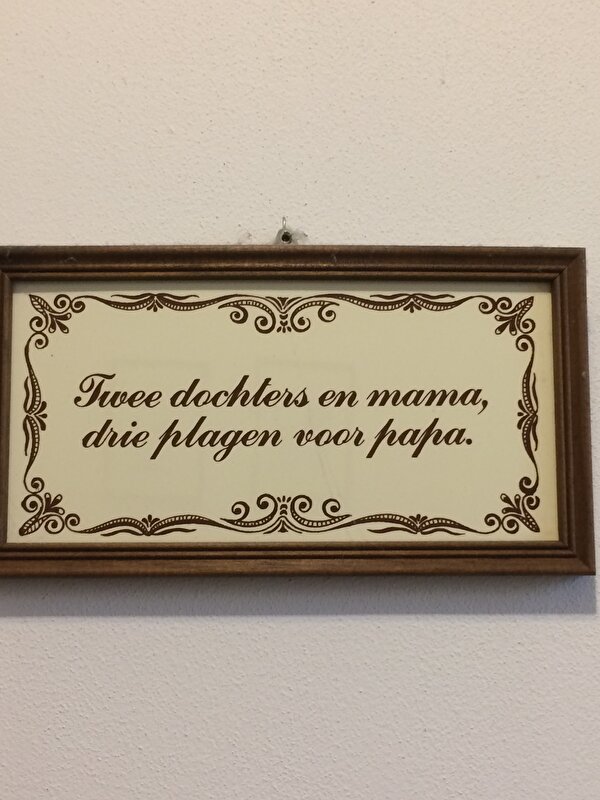 Twee dochters en mama,
drie plagen voor papa.